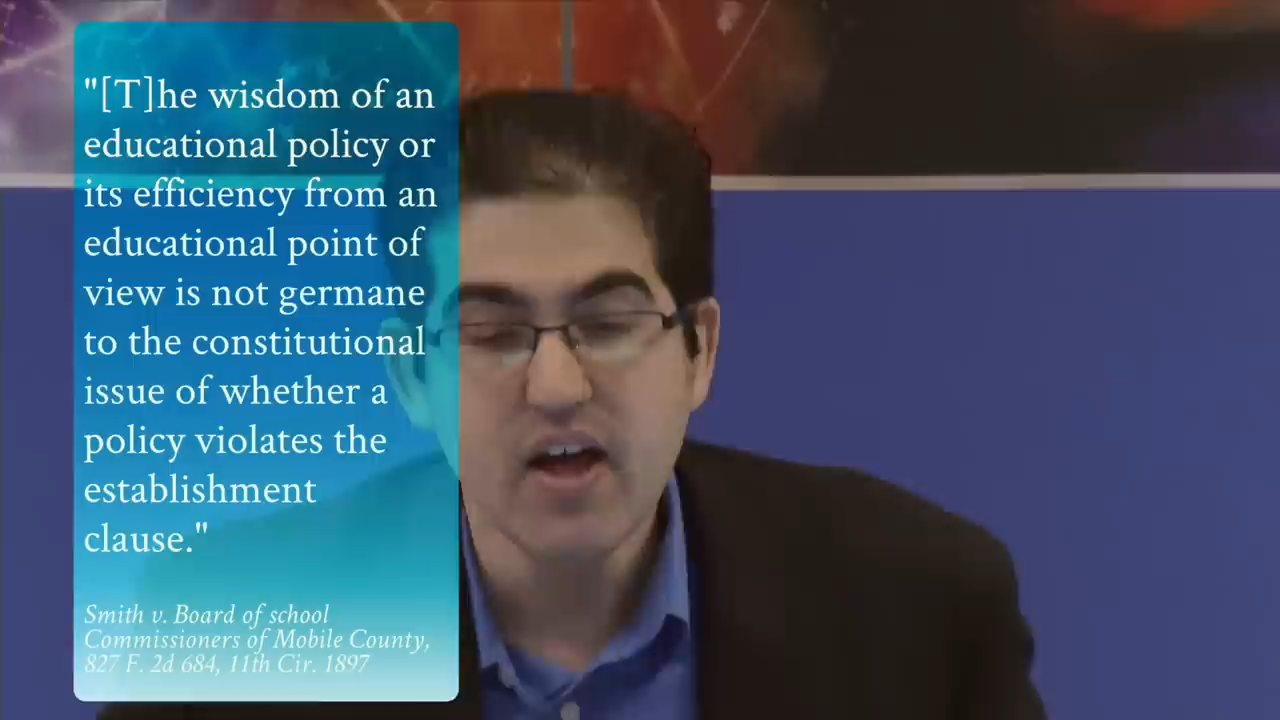 "[T]he wisdom of an
educational policy or
its efficiency from an
educational point of
view is not germane
to the constitutional
issue of whether a
policy violates the
establishment
clause."
Smith v. Board of school
Commissioners of Mobile County,
827 F. 2d 684, 11th Cir. 1897